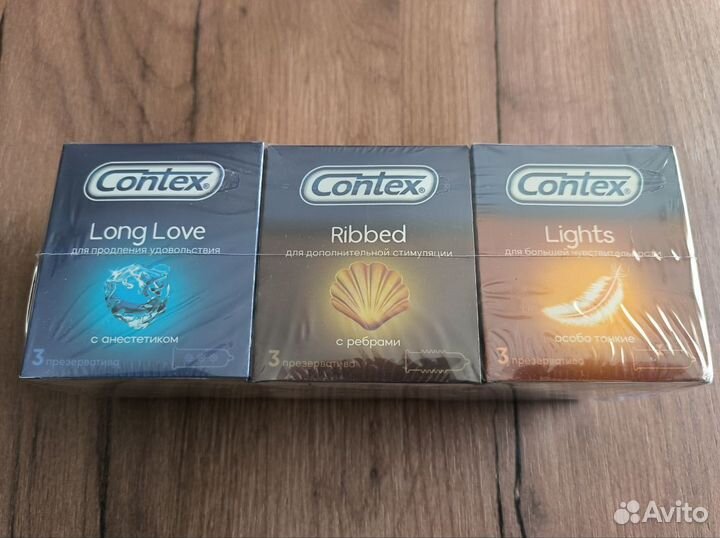 Contex®
Long Love
для продления удовольствия
с анестетиком
3 презерватива
Contex®
Ribbed
для дополнительной стимуляции
с ребрами
3 презерватива
Contex®
Lights
для большей чувствительности
особо тонкие
3 презерватива
Avito